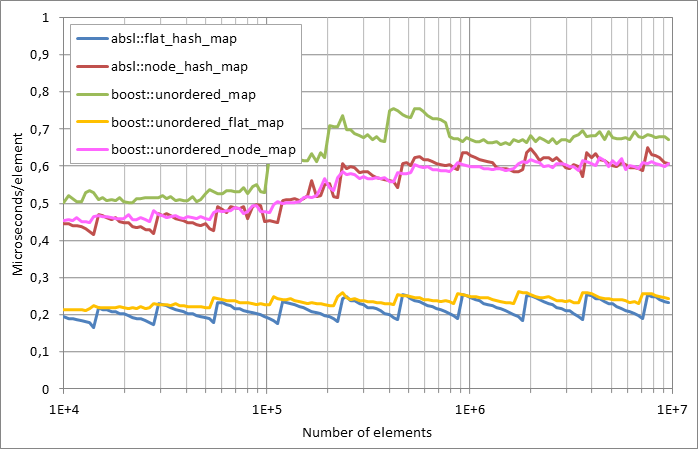 1
0,9
0,8
0,7
0,6
0,5
0,4
0,3
0,2
0,1
0
Microseconds/element
absl::flat_hash_map
absl::node_hash_map
boost::unordered_map
boost::unordered_flat_map
boost::unordered_node_map
1E+4
1E+5
1E+6
1E+7
Number of elements